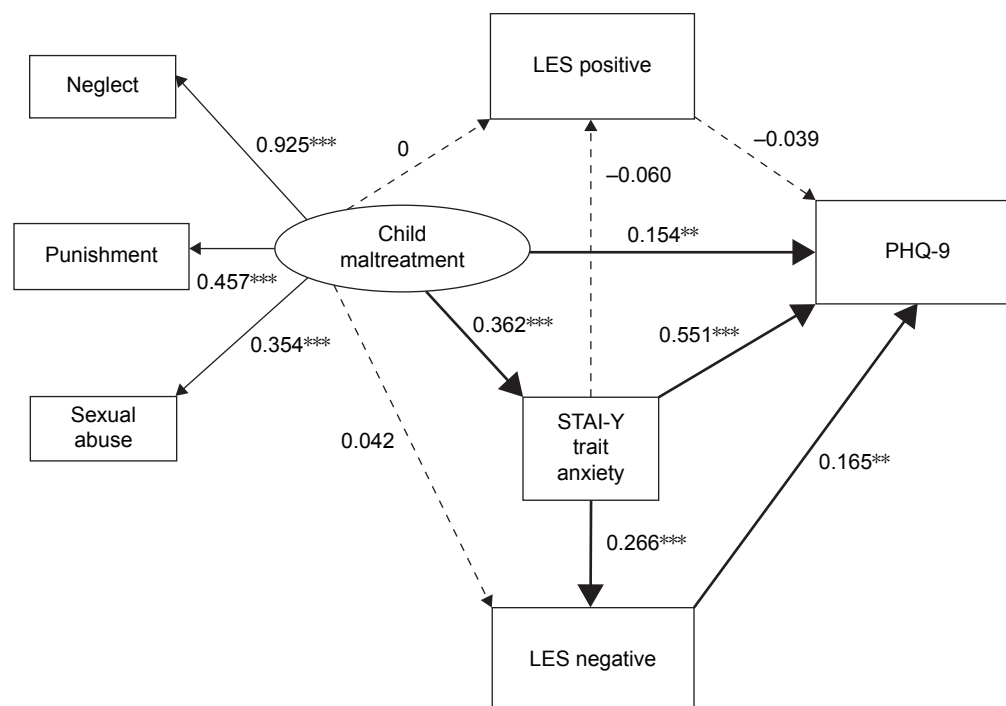 LES positive
Neglect
0.925***
0
–0.039
–0.060
Child
maltreatment
Punishment
0.457***
0.154**
PHQ-9
0.362***
0.551***
0.354***
Sexual
abuse
STAI-Y
trait
anxiety
0.042
0.165**
0.266***
LES negative